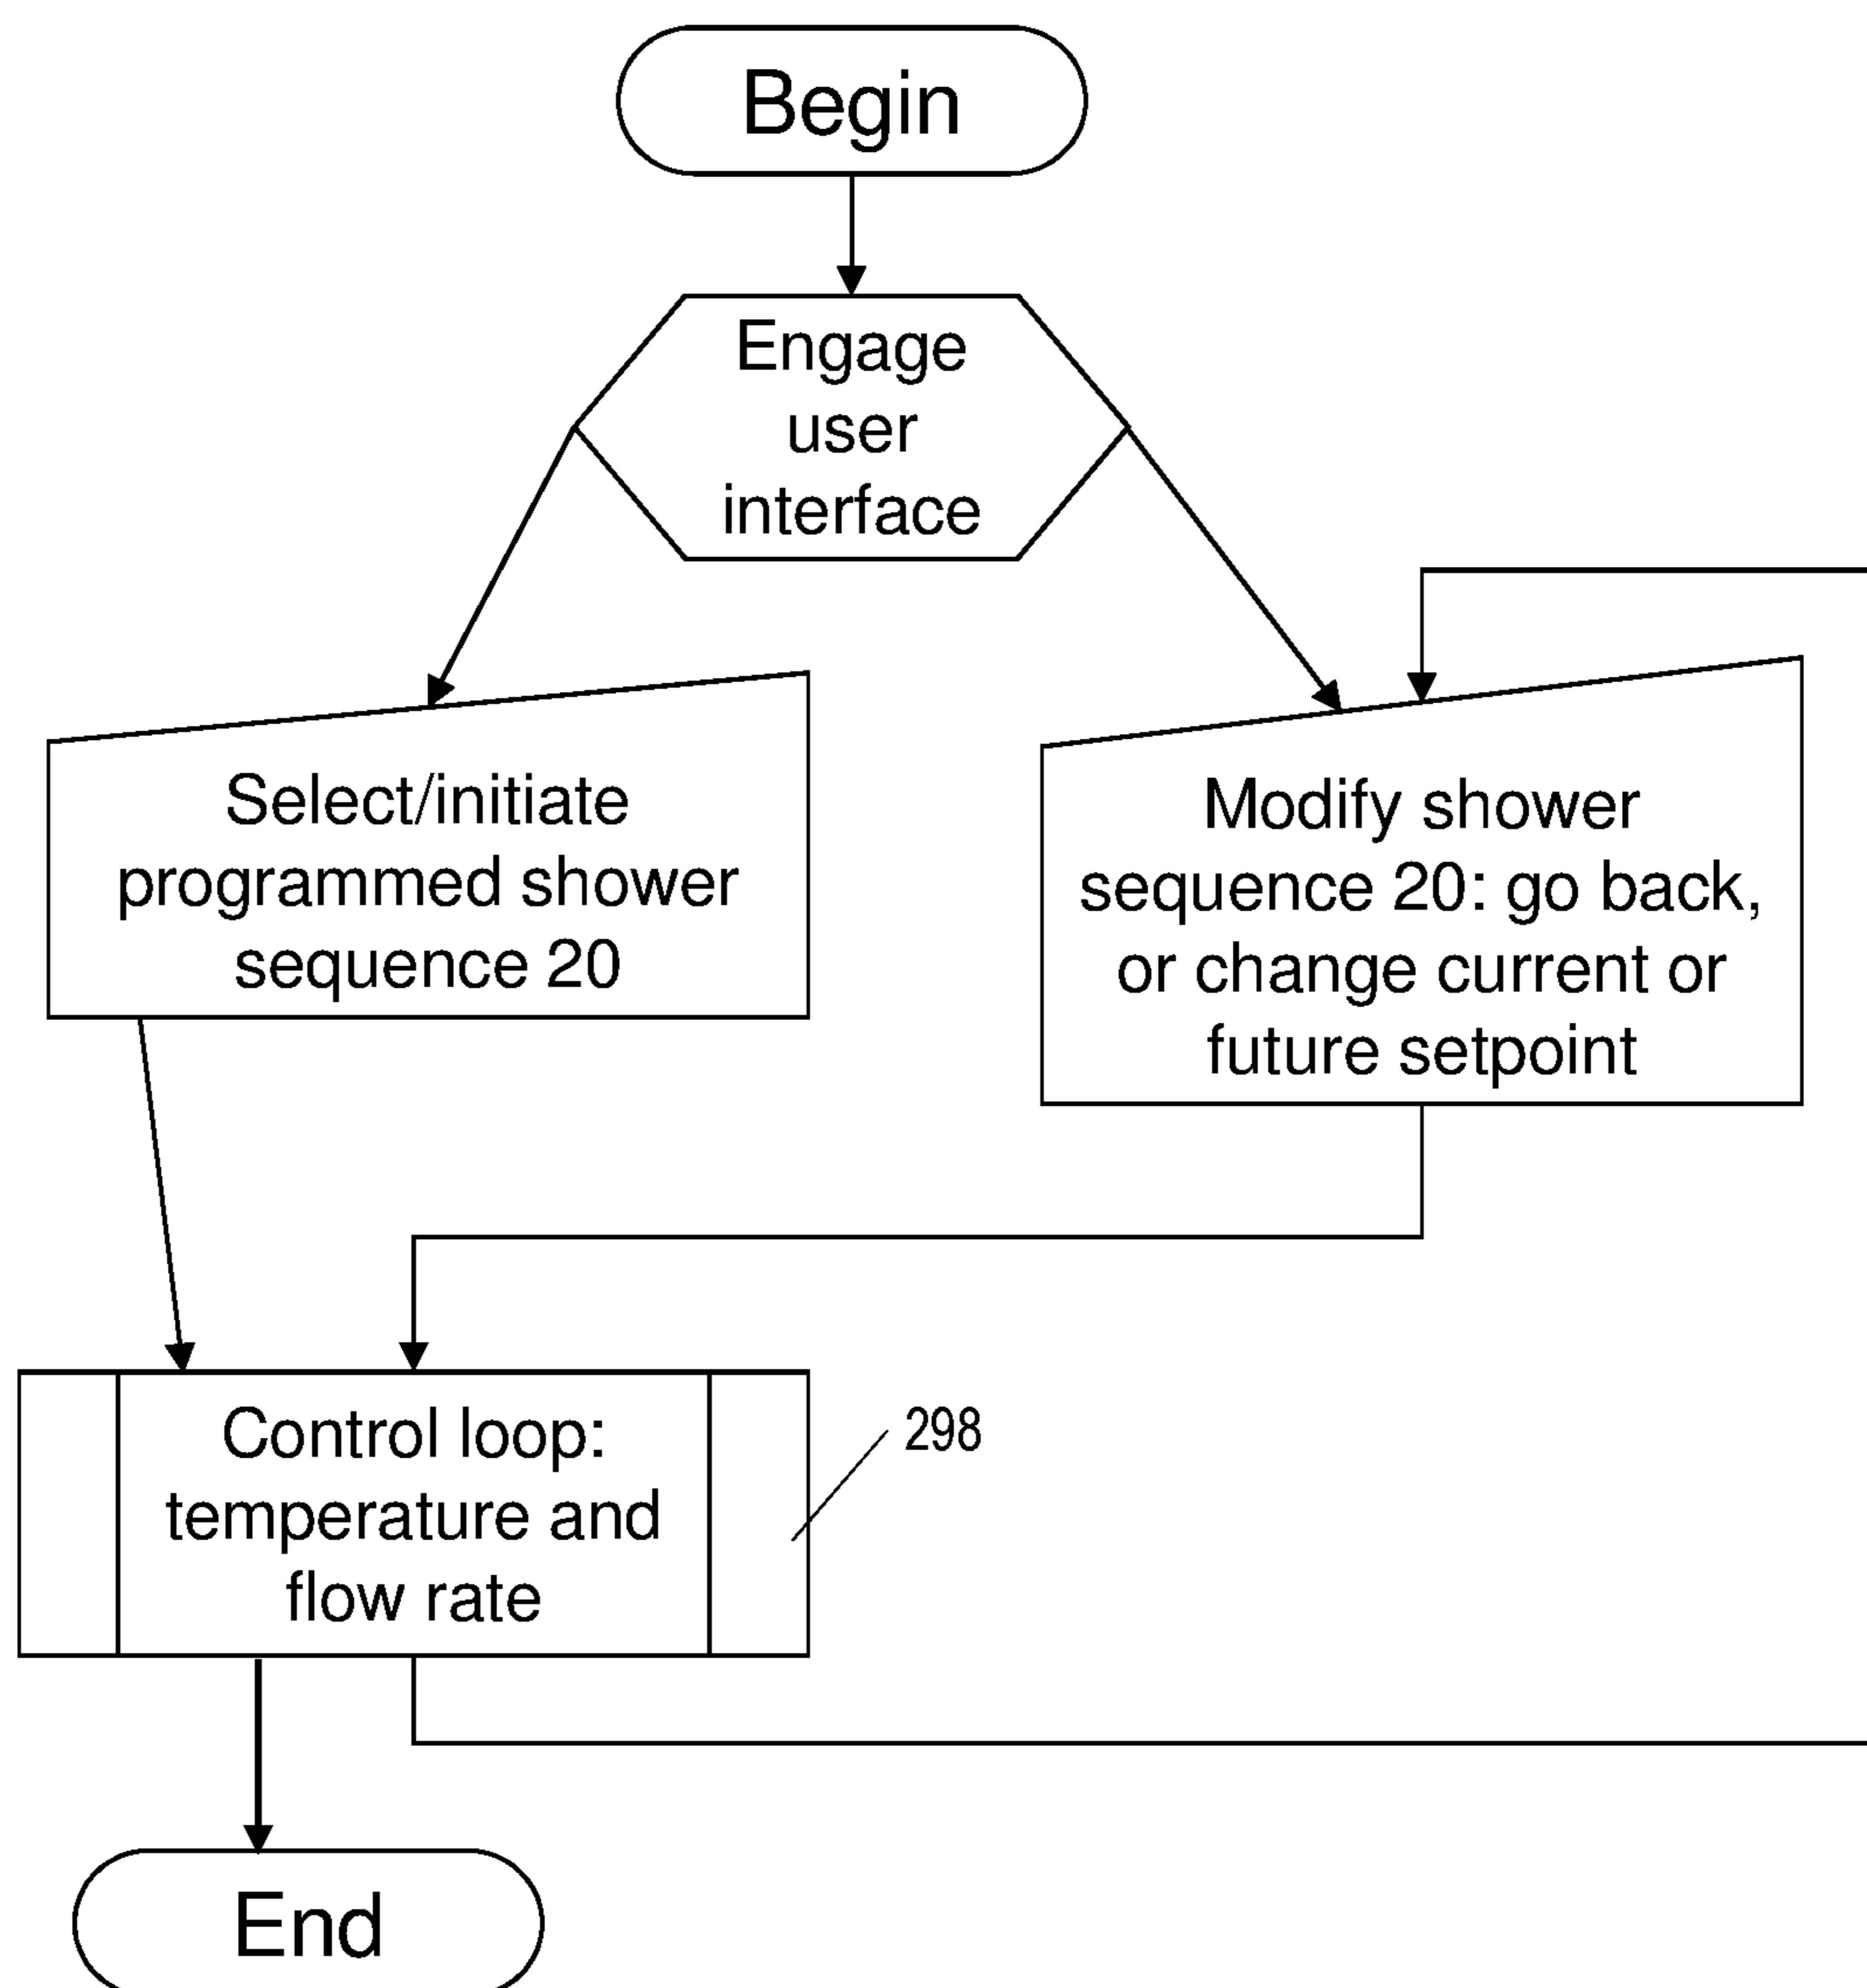 Begin
Engage
user
interface
Select/initiate
programmed shower
sequence 20
Modify shower
sequence 20: go back,
or change current or
future setpoint
Control loop:
temperature and
flow rate
298
End